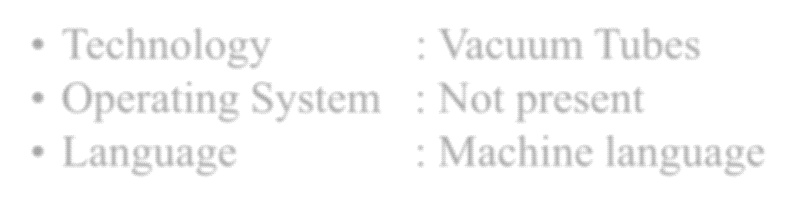 • Technology : Vacuum Tubes
• Operating System : Not present
• Language : Machine language